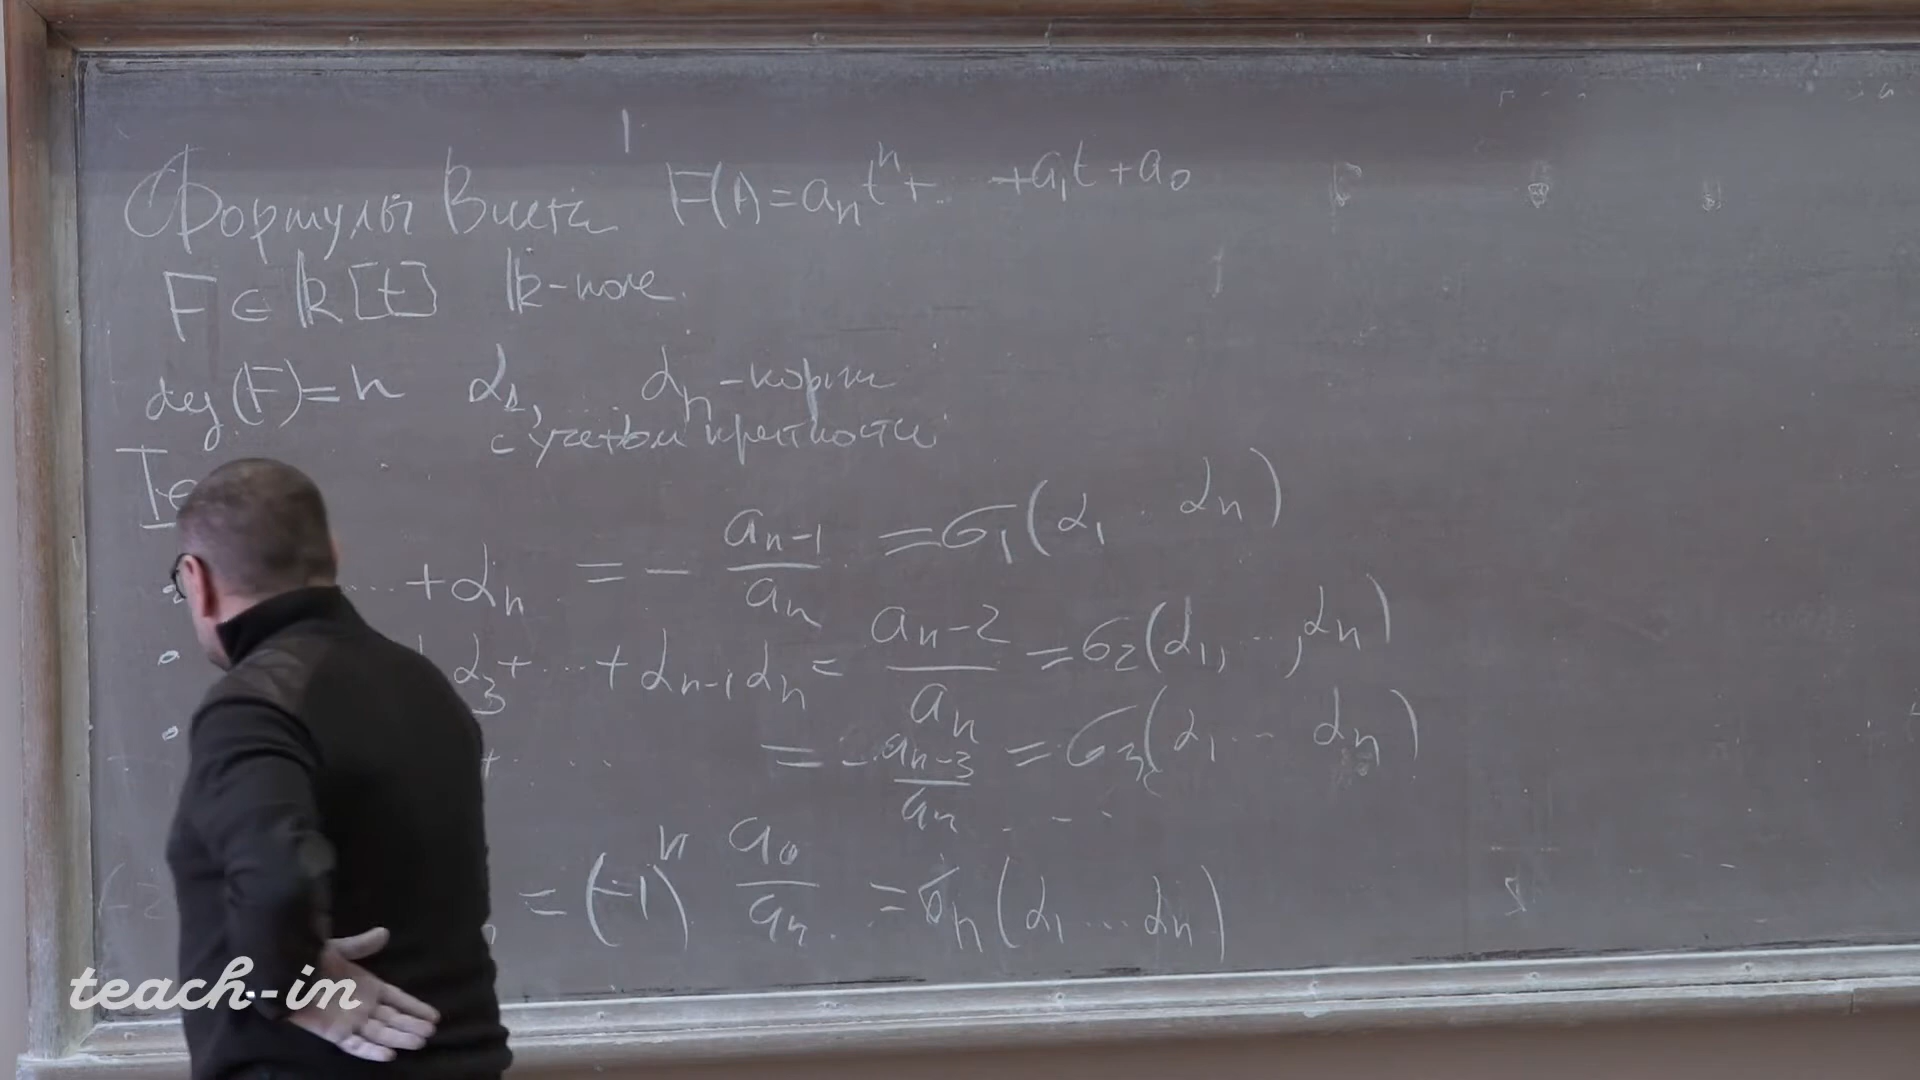 Формулы Виета F(t) = aₙtⁿ + ... + a₁t + a₀
F ∈ 𝕜[t] 𝕜 - поле.
deg(F) = n α₁, ... αₙ - корни
с учетом кратности
Те
... + αₙ = - aₙ₋₁/aₙ = σ₁(α₁ ... αₙ)
α₃ + ... + αₙ₋₁αₙ = aₙ₋₂/aₙ = σ₂(α₁, ..., αₙ)
+ ... = - aₙ₋₃/aₙ = σ₃(α₁ ... αₙ)
...
= (-1)ⁿ a₀/aₙ. = σₙ(α₁ ... αₙ)
teach-in